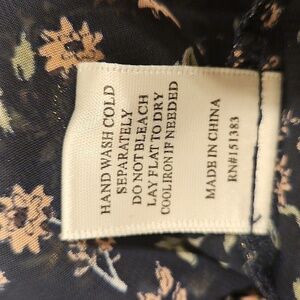 HAND WASH COLD
SEPARATELY
DO NOT BLEACH
LAY FLAT TO DRY
COOL IRON IF NEEDED
MADE IN CHINA
RN#151383